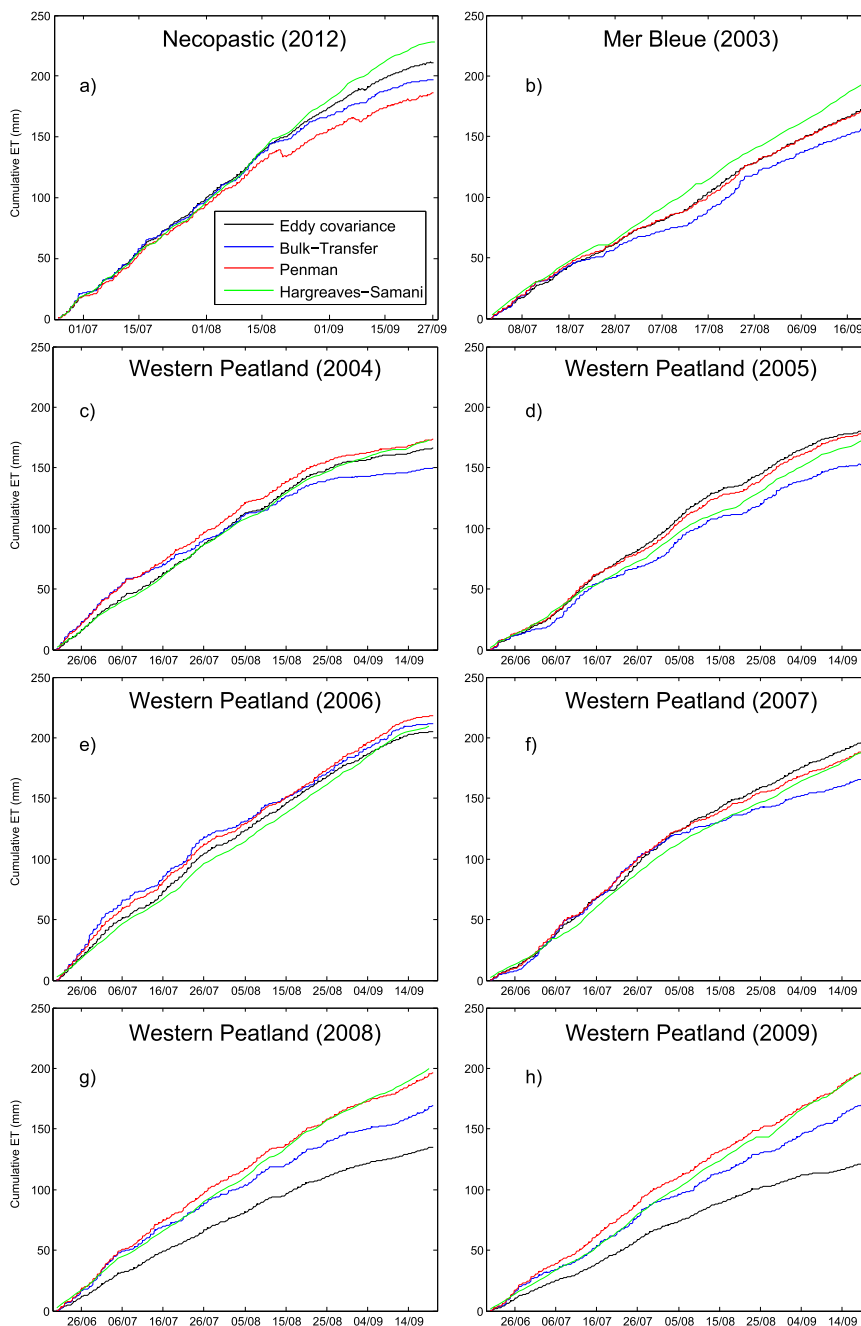 Necopastic (2012)
a)
Cumulative ET (mm)
250
200
150
100
50
0
Eddy covariance
Bulk−Transfer
Penman
Hargreaves−Samani
01/07 15/07 01/08 15/08 01/09 15/09 27/09
Mer Bleue (2003)
b)
250
200
150
100
50
0
08/07 18/07 28/07 07/08 17/08 27/08 06/09 16/09
Western Peatland (2004)
c)
Cumulative ET (mm)
250
200
150
100
50
0
26/06 06/07 16/07 26/07 05/08 15/08 25/08 04/09 14/09
Western Peatland (2005)
d)
250
200
150
100
50
0
26/06 06/07 16/07 26/07 05/08 15/08 25/08 04/09 14/09
Western Peatland (2006)
e)
Cumulative ET (mm)
250
200
150
100
50
0
26/06 06/07 16/07 26/07 05/08 15/08 25/08 04/09 14/09
Western Peatland (2007)
f)
250
200
150
100
50
0
26/06 06/07 16/07 26/07 05/08 15/08 25/08 04/09 14/09
Western Peatland (2008)
g)
Cumulative ET (mm)
250
200
150
100
50
0
26/06 06/07 16/07 26/07 05/08 15/08 25/08 04/09 14/09
Western Peatland (2009)
h)
250
200
150
100
50
0
26/06 06/07 16/07 26/07 05/08 15/08 25/08 04/09 14/09